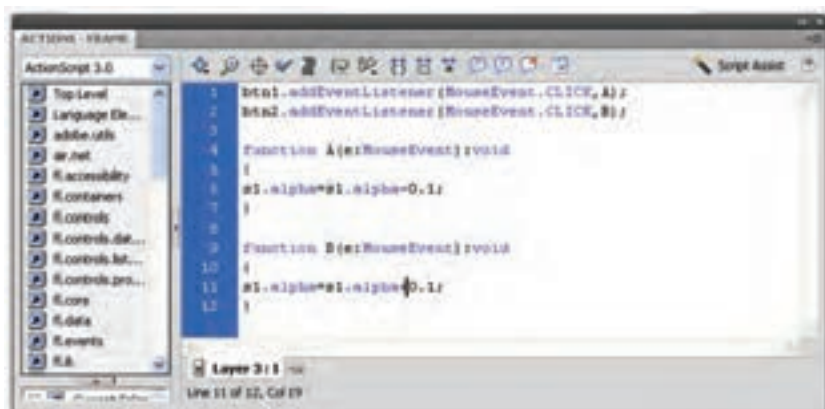 ACTIONS - FRAME
ActionScript 3.0
Script Assist
Top Level
Language Ele...
adobe.utils
air.net
fl.accessibility
fl.containers
fl.controls
fl.controls.dat...
fl.controls.list...
fl.controls.pro...
fl.core
fl.data
fl.events
1 btn1.addEventListener(MouseEvent.CLICK,A);
2 btn2.addEventListener(MouseEvent.CLICK,B);
3
4 function A(e:MouseEvent):void
5 {
6 s1.alpha=s1.alpha-0.1;
7 }
8
9 function B(e:MouseEvent):void
10 {
11 s1.alpha=s1.alpha+0.1;
12 }
Layer 3 : 1
Line 11 of 12, Col 19